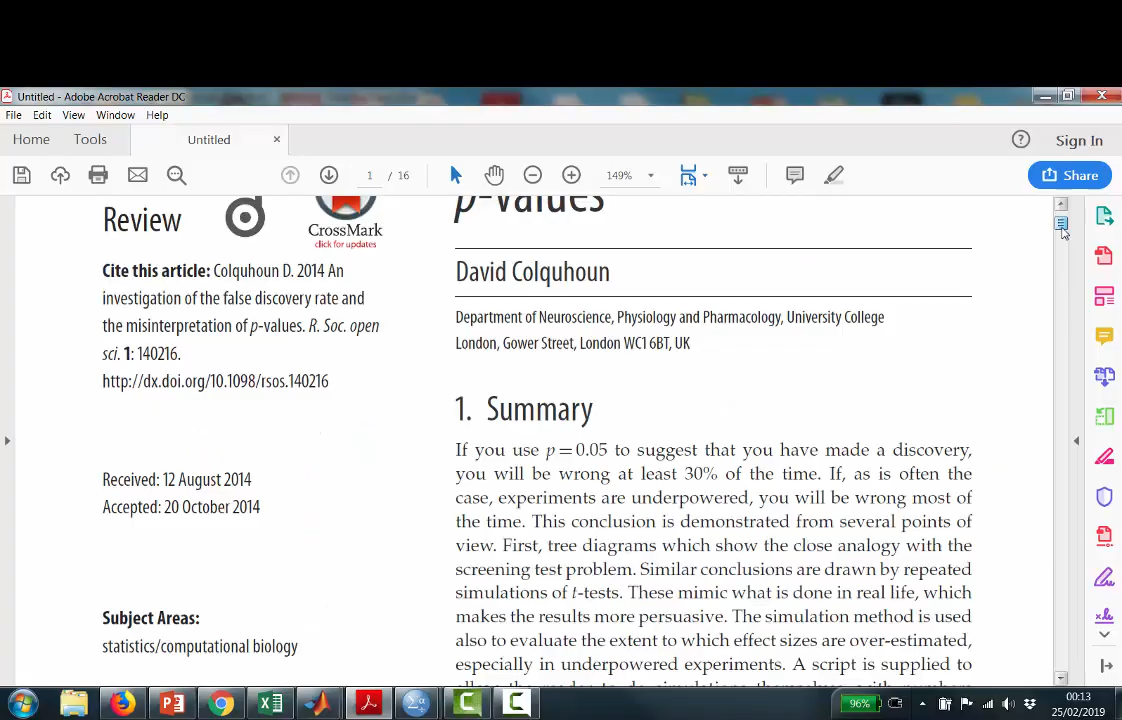 Untitled - Adobe Acrobat Reader DC
File Edit View Window Help
Home Tools Untitled × ? Sign In
1 / 16 149% Share
p-values
Review
CrossMark
click for updates
David Colquhoun
Cite this article: Colquhoun D. 2014 An
investigation of the false discovery rate and
the misinterpretation of p-values. R. Soc. open
sci. 1: 140216.
http://dx.doi.org/10.1098/rsos.140216
Department of Neuroscience, Physiology and Pharmacology, University College
London, Gower Street, London WC1 6BT, UK
Received: 12 August 2014
Accepted: 20 October 2014
Subject Areas:
statistics/computational biology
1. Summary
If you use p = 0.05 to suggest that you have made a discovery,
you will be wrong at least 30% of the time. If, as is often the
case, experiments are underpowered, you will be wrong most of
the time. This conclusion is demonstrated from several points of
view. First, tree diagrams which show the close analogy with the
screening test problem. Similar conclusions are drawn by repeated
simulations of t-tests. These mimic what is done in real life, which
makes the results more persuasive. The simulation method is used
also to evaluate the extent to which effect sizes are over-estimated,
especially in underpowered experiments. A script is supplied to
96%
00:13
25/02/2019